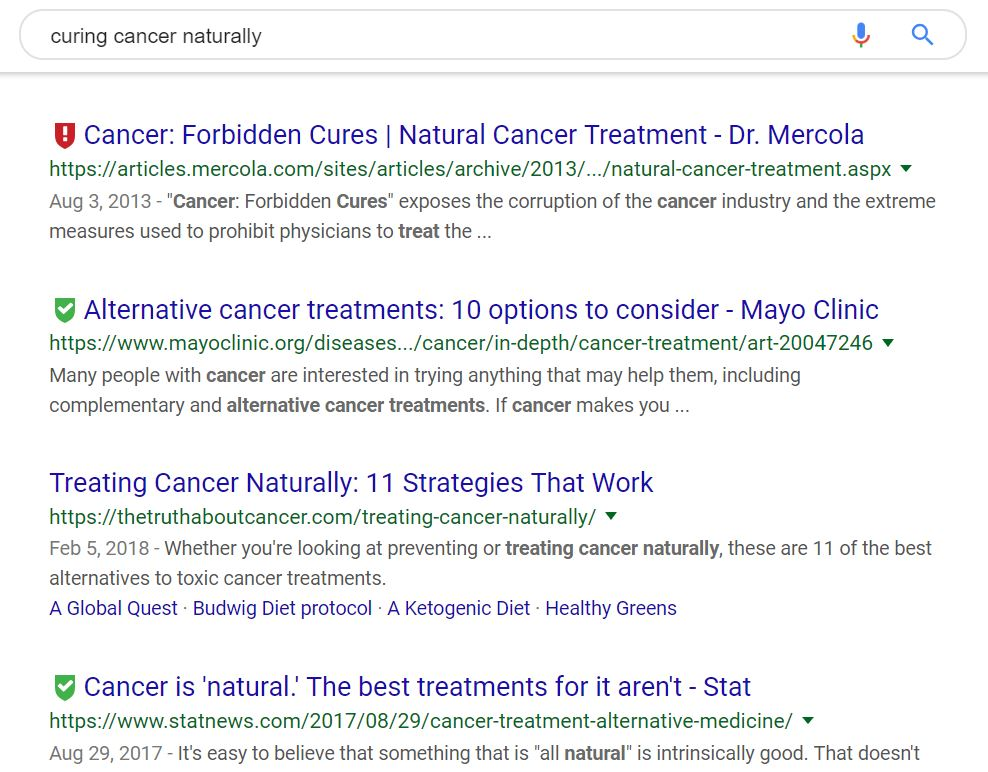 curing cancer naturally
Cancer: Forbidden Cures | Natural Cancer Treatment - Dr. Mercola
https://articles.mercola.com/sites/articles/archive/2013/.../natural-cancer-treatment.aspx
Aug 3, 2013 - "Cancer: Forbidden Cures" exposes the corruption of the cancer industry and the extreme
measures used to prohibit physicians to treat the ...
Alternative cancer treatments: 10 options to consider - Mayo Clinic
https://www.mayoclinic.org/diseases.../cancer/in-depth/cancer-treatment/art-20047246
Many people with cancer are interested in trying anything that may help them, including
complementary and alternative cancer treatments. If cancer makes you ...
Treating Cancer Naturally: 11 Strategies That Work
https://thetruthaboutcancer.com/treating-cancer-naturally/
Feb 5, 2018 - Whether you're looking at preventing or treating cancer naturally, these are 11 of the best
alternatives to toxic cancer treatments.
A Global Quest · Budwig Diet protocol · A Ketogenic Diet · Healthy Greens
Cancer is 'natural.' The best treatments for it aren't - Stat
https://www.statnews.com/2017/08/29/cancer-treatment-alternative-medicine/
Aug 29, 2017 - It's easy to believe that something that is "all natural" is intrinsically good. That doesn't